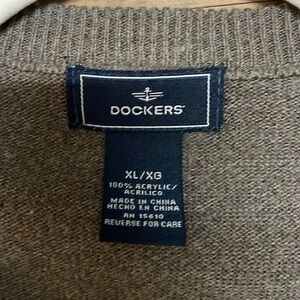 DOCKERS
XL/XG
100% ACRYLIC/
ACRILICO
MADE IN CHINA
HECHO EN CHINA
RN 15610
REVERSE FOR CARE